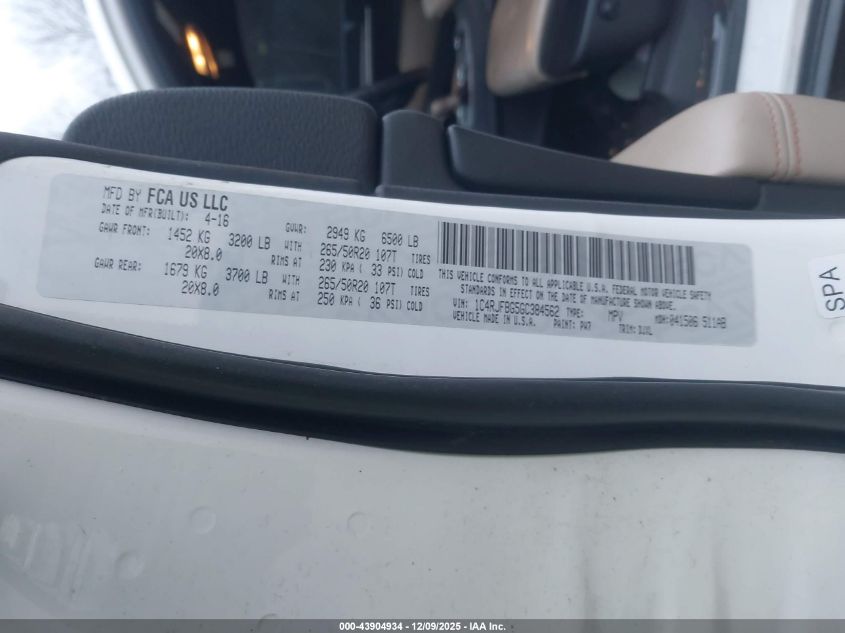 MFD BY FCA US LLC
DATE OF MFR(BUILT): 4-16
GVWR: 2949 KG 6500 LB
GAWR FRONT: 1452 KG 3200 LB WITH 265/50R20 107T TIRES
20X8.0 RIMS AT 230 KPA ( 33 PSI) COLD
GAWR REAR: 1679 KG 3700 LB WITH 265/50R20 107T TIRES
20X8.0 RIMS AT 250 KPA ( 36 PSI) COLD
THIS VEHICLE CONFORMS TO ALL APPLICABLE U.S.A. FEDERAL MOTOR VEHICLE SAFETY
STANDARDS IN EFFECT ON THE DATE OF MANUFACTURE SHOWN ABOVE.
VIN: 1C4RJFBG5GC384562 TYPE: MPV MDH: 041506 511AB
VEHICLE MADE IN U.S.A. PAINT: PW7 TRIM: DJVL
SPA
000-43904934 - 12/09/2025 - IAA Inc.